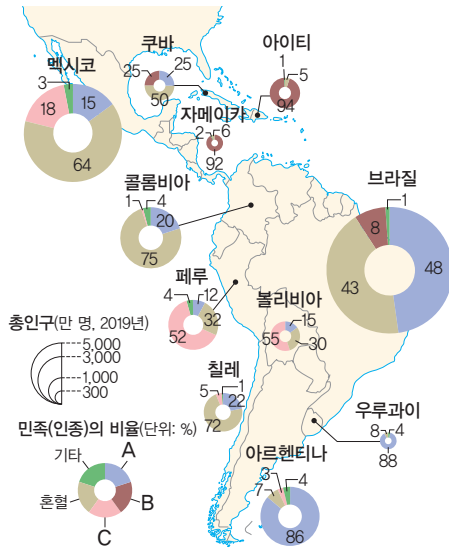 쿠바
25
25
50
아이티
1
5
94
멕시코
3
15
18
64
자메이카
2
6
92
콜롬비아
1
4
20
75
브라질
1
8
48
43
페루
4
12
32
52
볼리비아
15
30
55
총인구(만 명, 2019년)
5,000
3,000
1,000
300
칠레
5
1
22
72
우루과이
8
4
88
아르헨티나
3
4
7
86
민족(인종)의 비율(단위: %)
기타
A
혼혈
B
C